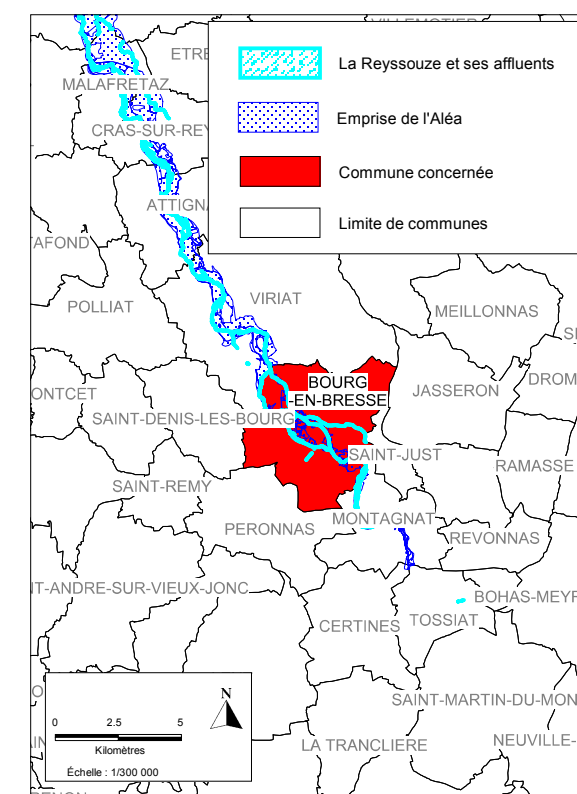 VILLEMOTIER
ETRE
La Reyssouze et ses affluents
MALAFRETAZ
Emprise de l'Aléa
CRAS-SUR-REY
Commune concernée
ATTIGNA
Limite de communes
TAFOND
VIRIAT
POLLIAT
MEILLONNAS
BOURG
-EN-BRESSE
DROM
JASSERON
ONTCET
SAINT-DENIS-LES-BOURG
SAINT-JUST
RAMASSE
SAINT-REMY
MONTAGNAT
PERONNAS
REVONNAS
NT-ANDRE-SUR-VIEUX-JONC
BOHAS-MEYR
TOSSIAT
CERTINES
N
SAINT-MARTIN-DU-MON
0 2.5 5
Kilomètres
NEUVILLE-
LA TRANCLIERE
Échelle : 1/300 000